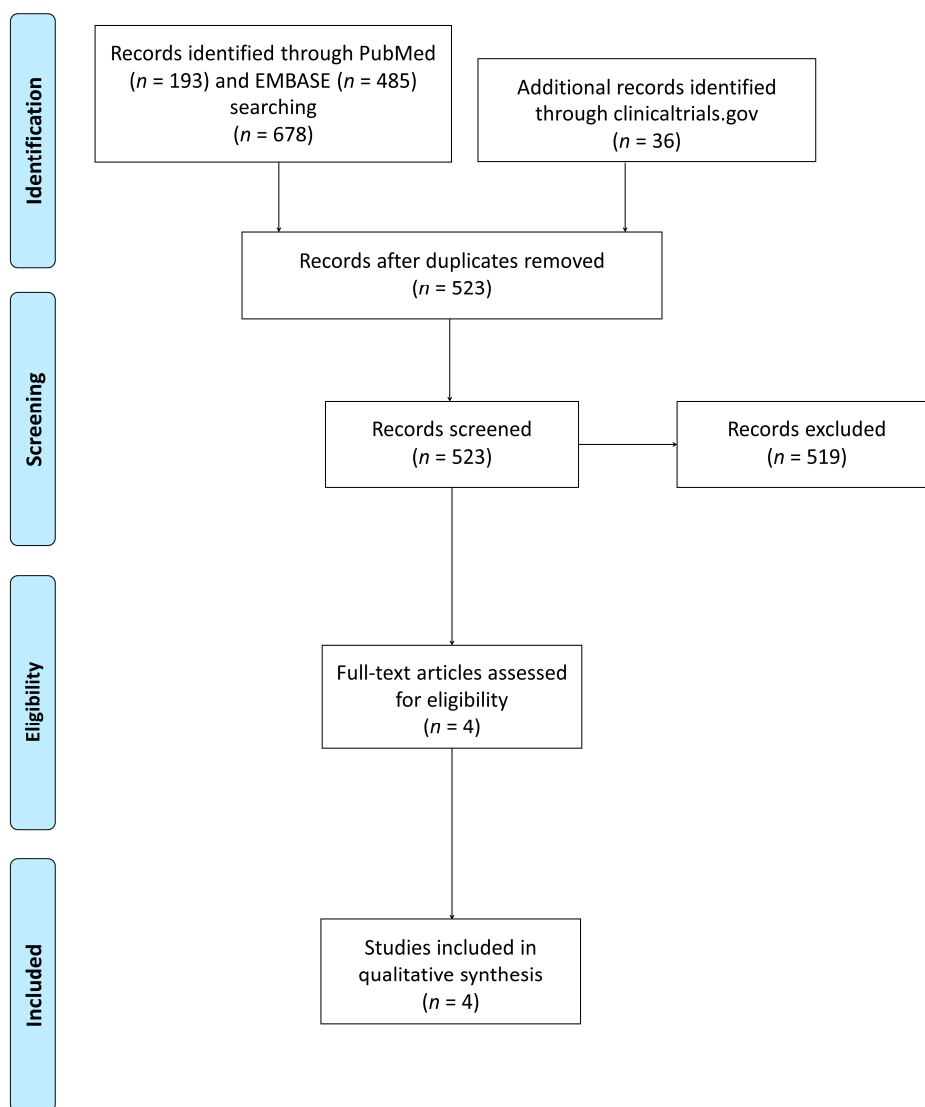 Identification
Records identified through PubMed
(n = 193) and EMBASE (n = 485)
searching
(n = 678)
Additional records identified
through clinicaltrials.gov
(n = 36)
Records after duplicates removed
(n = 523)
Screening
Records screened
(n = 523)
Records excluded
(n = 519)
Eligibility
Full-text articles assessed
for eligibility
(n = 4)
Included
Studies included in
qualitative synthesis
(n = 4)